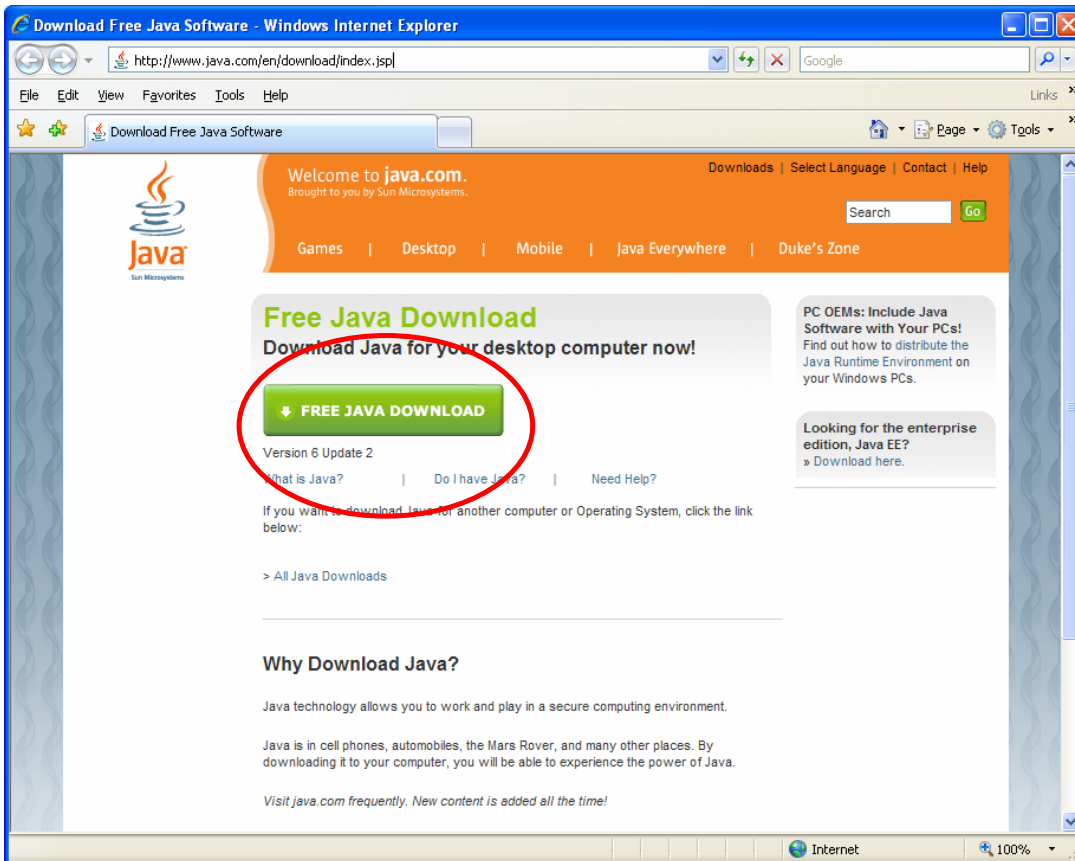 Download Free Java Software - Windows Internet Explorer
http://www.java.com/en/download/index.jsp
Google
File Edit View Favorites Tools Help
Links »
Download Free Java Software
Page Tools »
Downloads | Select Language | Contact | Help
Welcome to java.com.
Brought to you by Sun Microsystems.
Search Go
Java
Sun Microsystems
Games | Desktop | Mobile | Java Everywhere | Duke's Zone
Free Java Download
Download Java for your desktop computer now!
FREE JAVA DOWNLOAD
Version 6 Update 2
What is Java? | Do I have Java? | Need Help?
If you want to download Java for another computer or Operating System, click the link
below:
> All Java Downloads
Why Download Java?
Java technology allows you to work and play in a secure computing environment.
Java is in cell phones, automobiles, the Mars Rover, and many other places. By
downloading it to your computer, you will be able to experience the power of Java.
Visit java.com frequently. New content is added all the time!
PC OEMs: Include Java
Software with Your PCs!
Find out how to distribute the
Java Runtime Environment on
your Windows PCs.
Looking for the enterprise
edition, Java EE?
» Download here.
Internet
100%